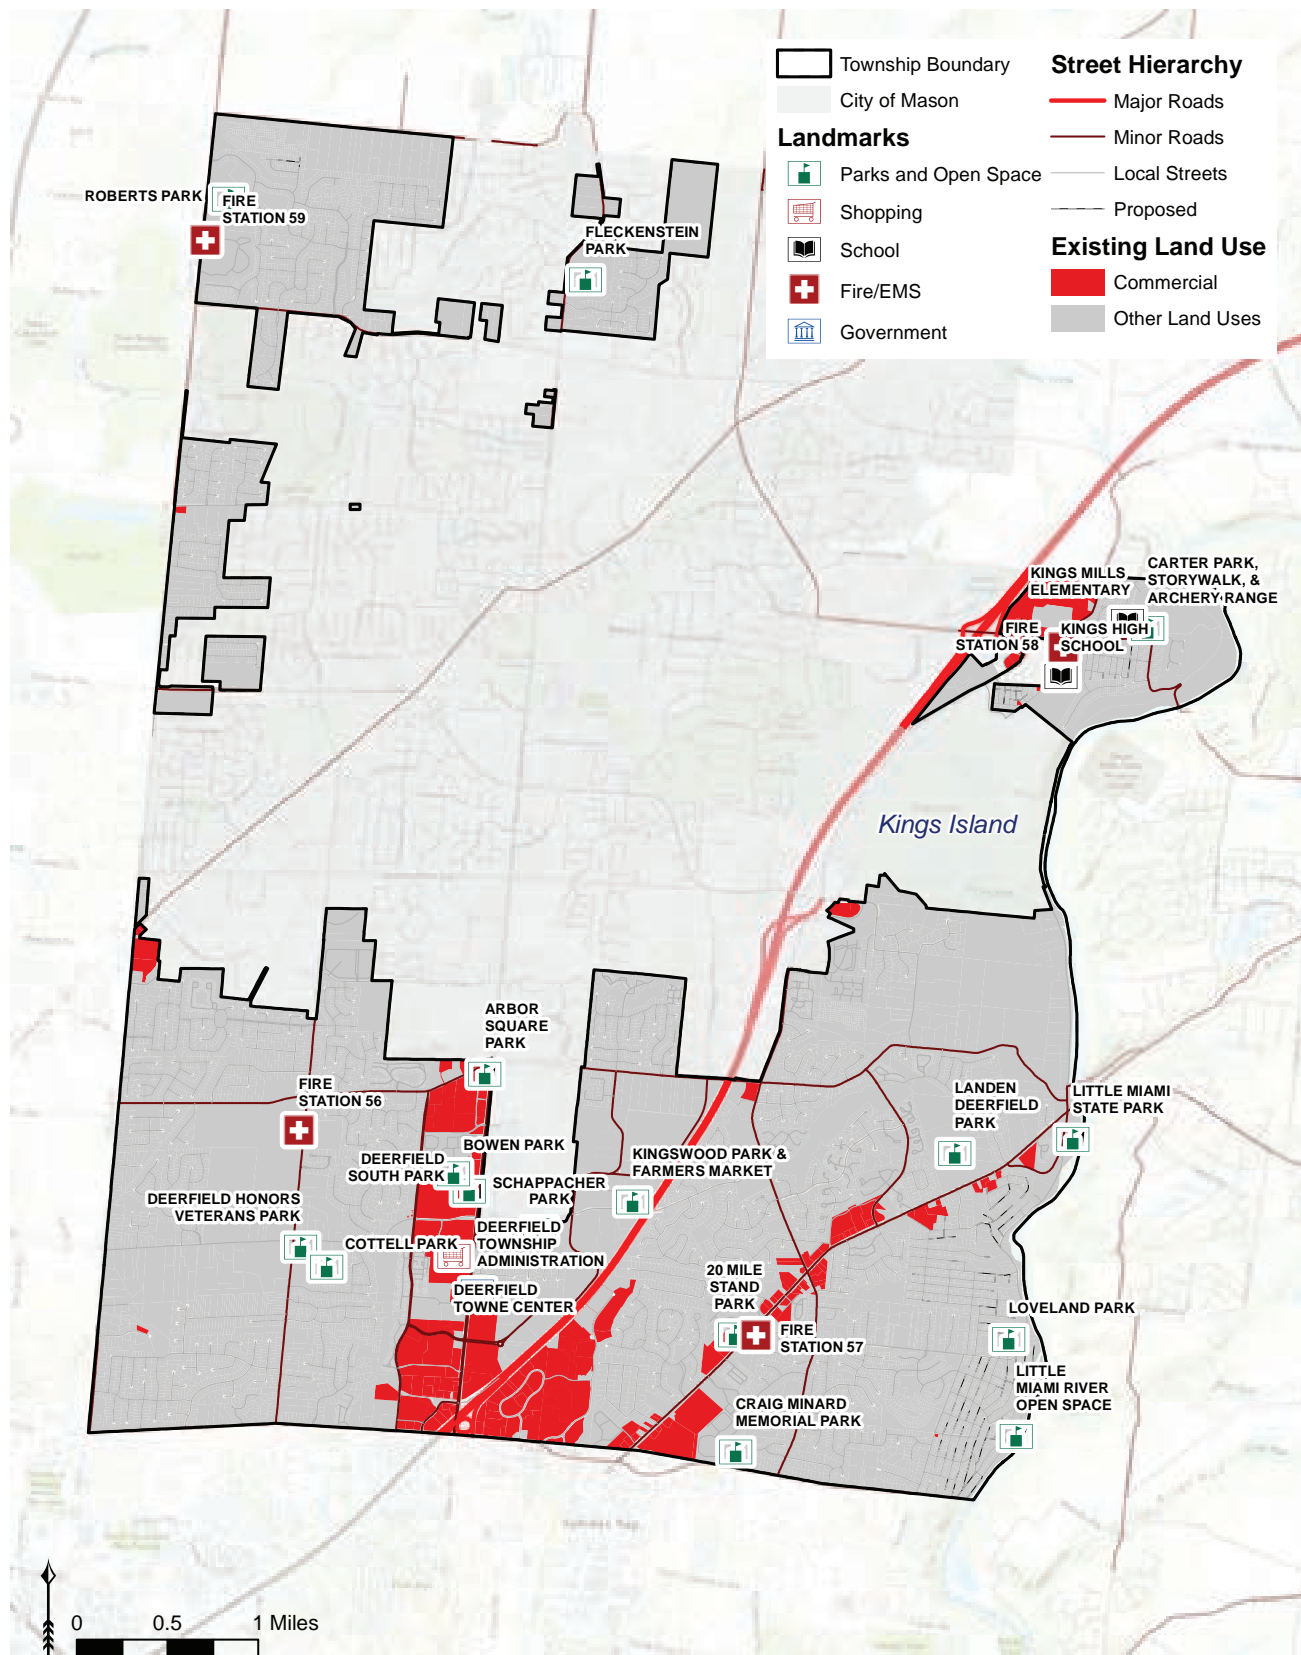 Township Boundary
City of Mason
Landmarks
Parks and Open Space
Shopping
School
Fire/EMS
Government
Street Hierarchy
Major Roads
Minor Roads
Local Streets
Proposed
Existing Land Use
Commercial
Other Land Uses
ROBERTS PARK
FIRE
STATION 59
FLECKENSTEIN
PARK
KINGS MILLS
ELEMENTARY
CARTER PARK,
STORYWALK, &
ARCHERY RANGE
FIRE
STATION 58
KINGS HIGH
SCHOOL
Kings Island
ARBOR
SQUARE
PARK
FIRE
STATION 56
LANDEN
DEERFIELD
PARK
LITTLE MIAMI
STATE PARK
BOWEN PARK
DEERFIELD
SOUTH PARK
KINGSWOOD PARK &
FARMERS MARKET
SCHAPPACHER
PARK
DEERFIELD HONORS
VETERANS PARK
COTTELL PARK
DEERFIELD
TOWNSHIP
ADMINISTRATION
DEERFIELD
TOWNE CENTER
20 MILE
STAND
PARK
FIRE
STATION 57
LOVELAND PARK
LITTLE
MIAMI RIVER
OPEN SPACE
CRAIG MINARD
MEMORIAL PARK
0 0.5 1 Miles